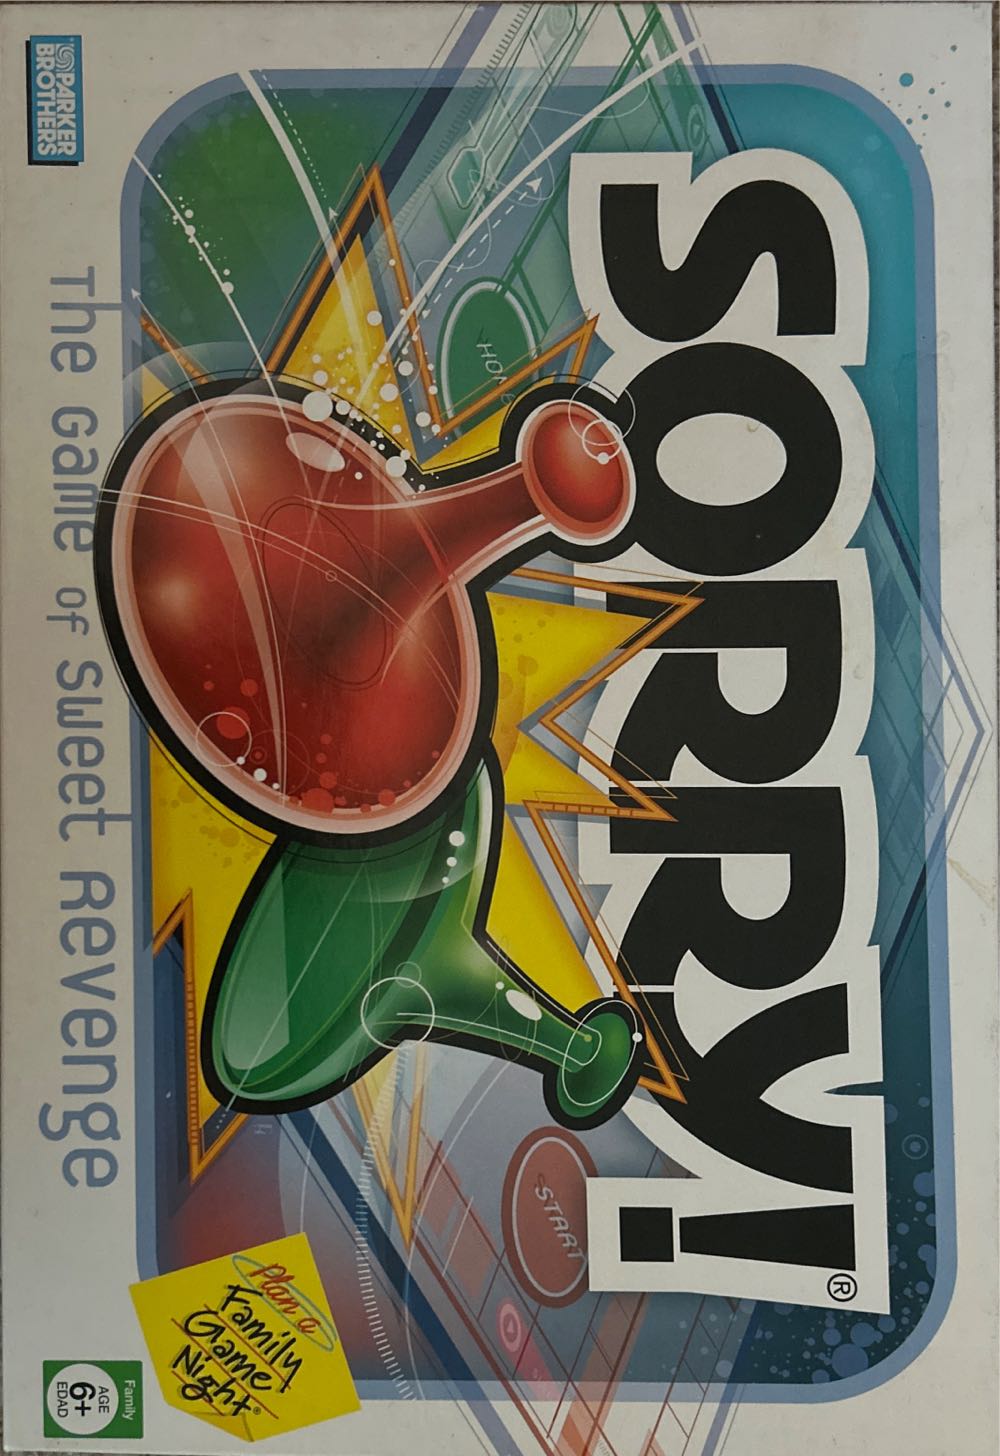 PARKER
BROTHERS
SORRY!®
HOME
START
The Game of Sweet Revenge
Plan a
Family
Game
Night®
Family
AGE
6+
EDAD